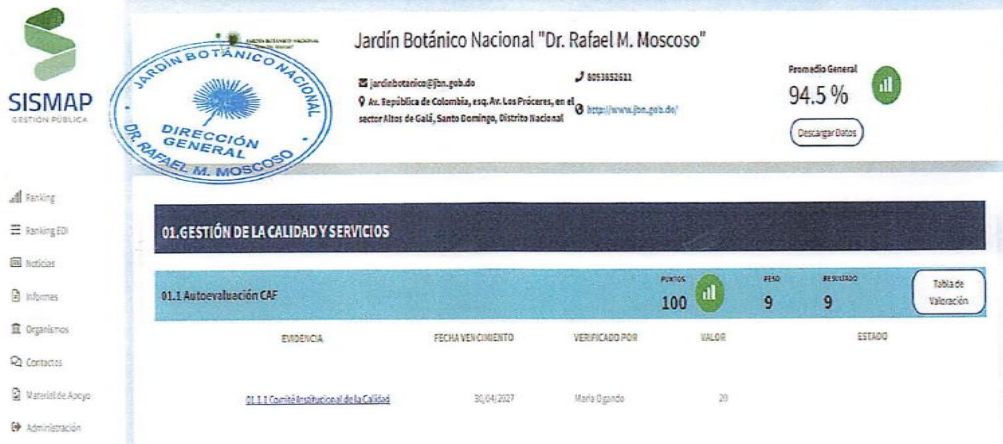 SISMAP
GESTIÓN PÚBLICA
Ranking
Ranking EDI
Noticias
Informes
Organismos
Contactos
Material de Apoyo
Administración
JARDÍN BOTÁNICO NACIONAL
DIRECCIÓN
GENERAL
DR. RAFAEL M. MOSCOSO
Jardín Botánico Nacional "Dr. Rafael M. Moscoso"
jardinbotanico@jbn.gob.do
8093852611
Av. República de Colombia, esq. Av. Los Próceres, en el
sector Altos de Galá, Santo Domingo, Distrito Nacional
http://www.jbn.gob.do/
Promedio General
94.5 %
Descargar Datos
01.GESTIÓN DE LA CALIDAD Y SERVICIOS
01.1 Autoevaluación CAF
PUNTOS
100
PESO
9
RESULTADO
9
Tabla de
Valoración
EVIDENCIA FECHA VENCIMIENTO VERIFICADO POR VALOR ESTADO
01.1.1 Comité Institucional de la Calidad 30/04/2027 María Ogando 20